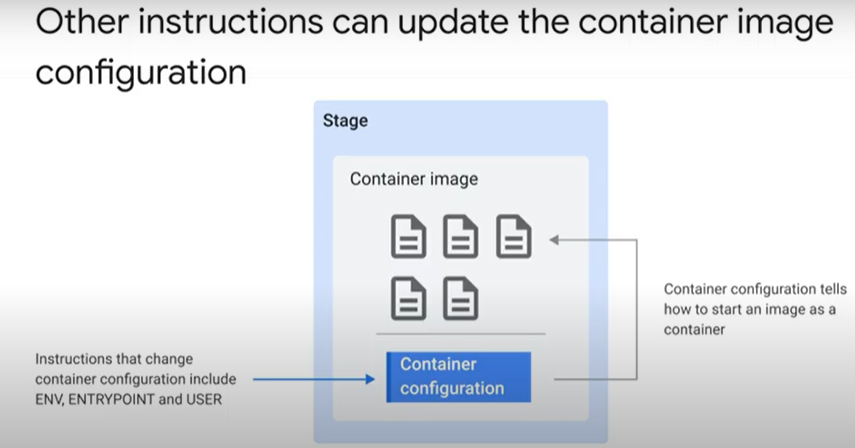 Other instructions can update the container image
configuration
Stage
Container image
Container configuration tells
how to start an image as a
container
Instructions that change
container configuration include
ENV, ENTRYPOINT and USER
Container
configuration